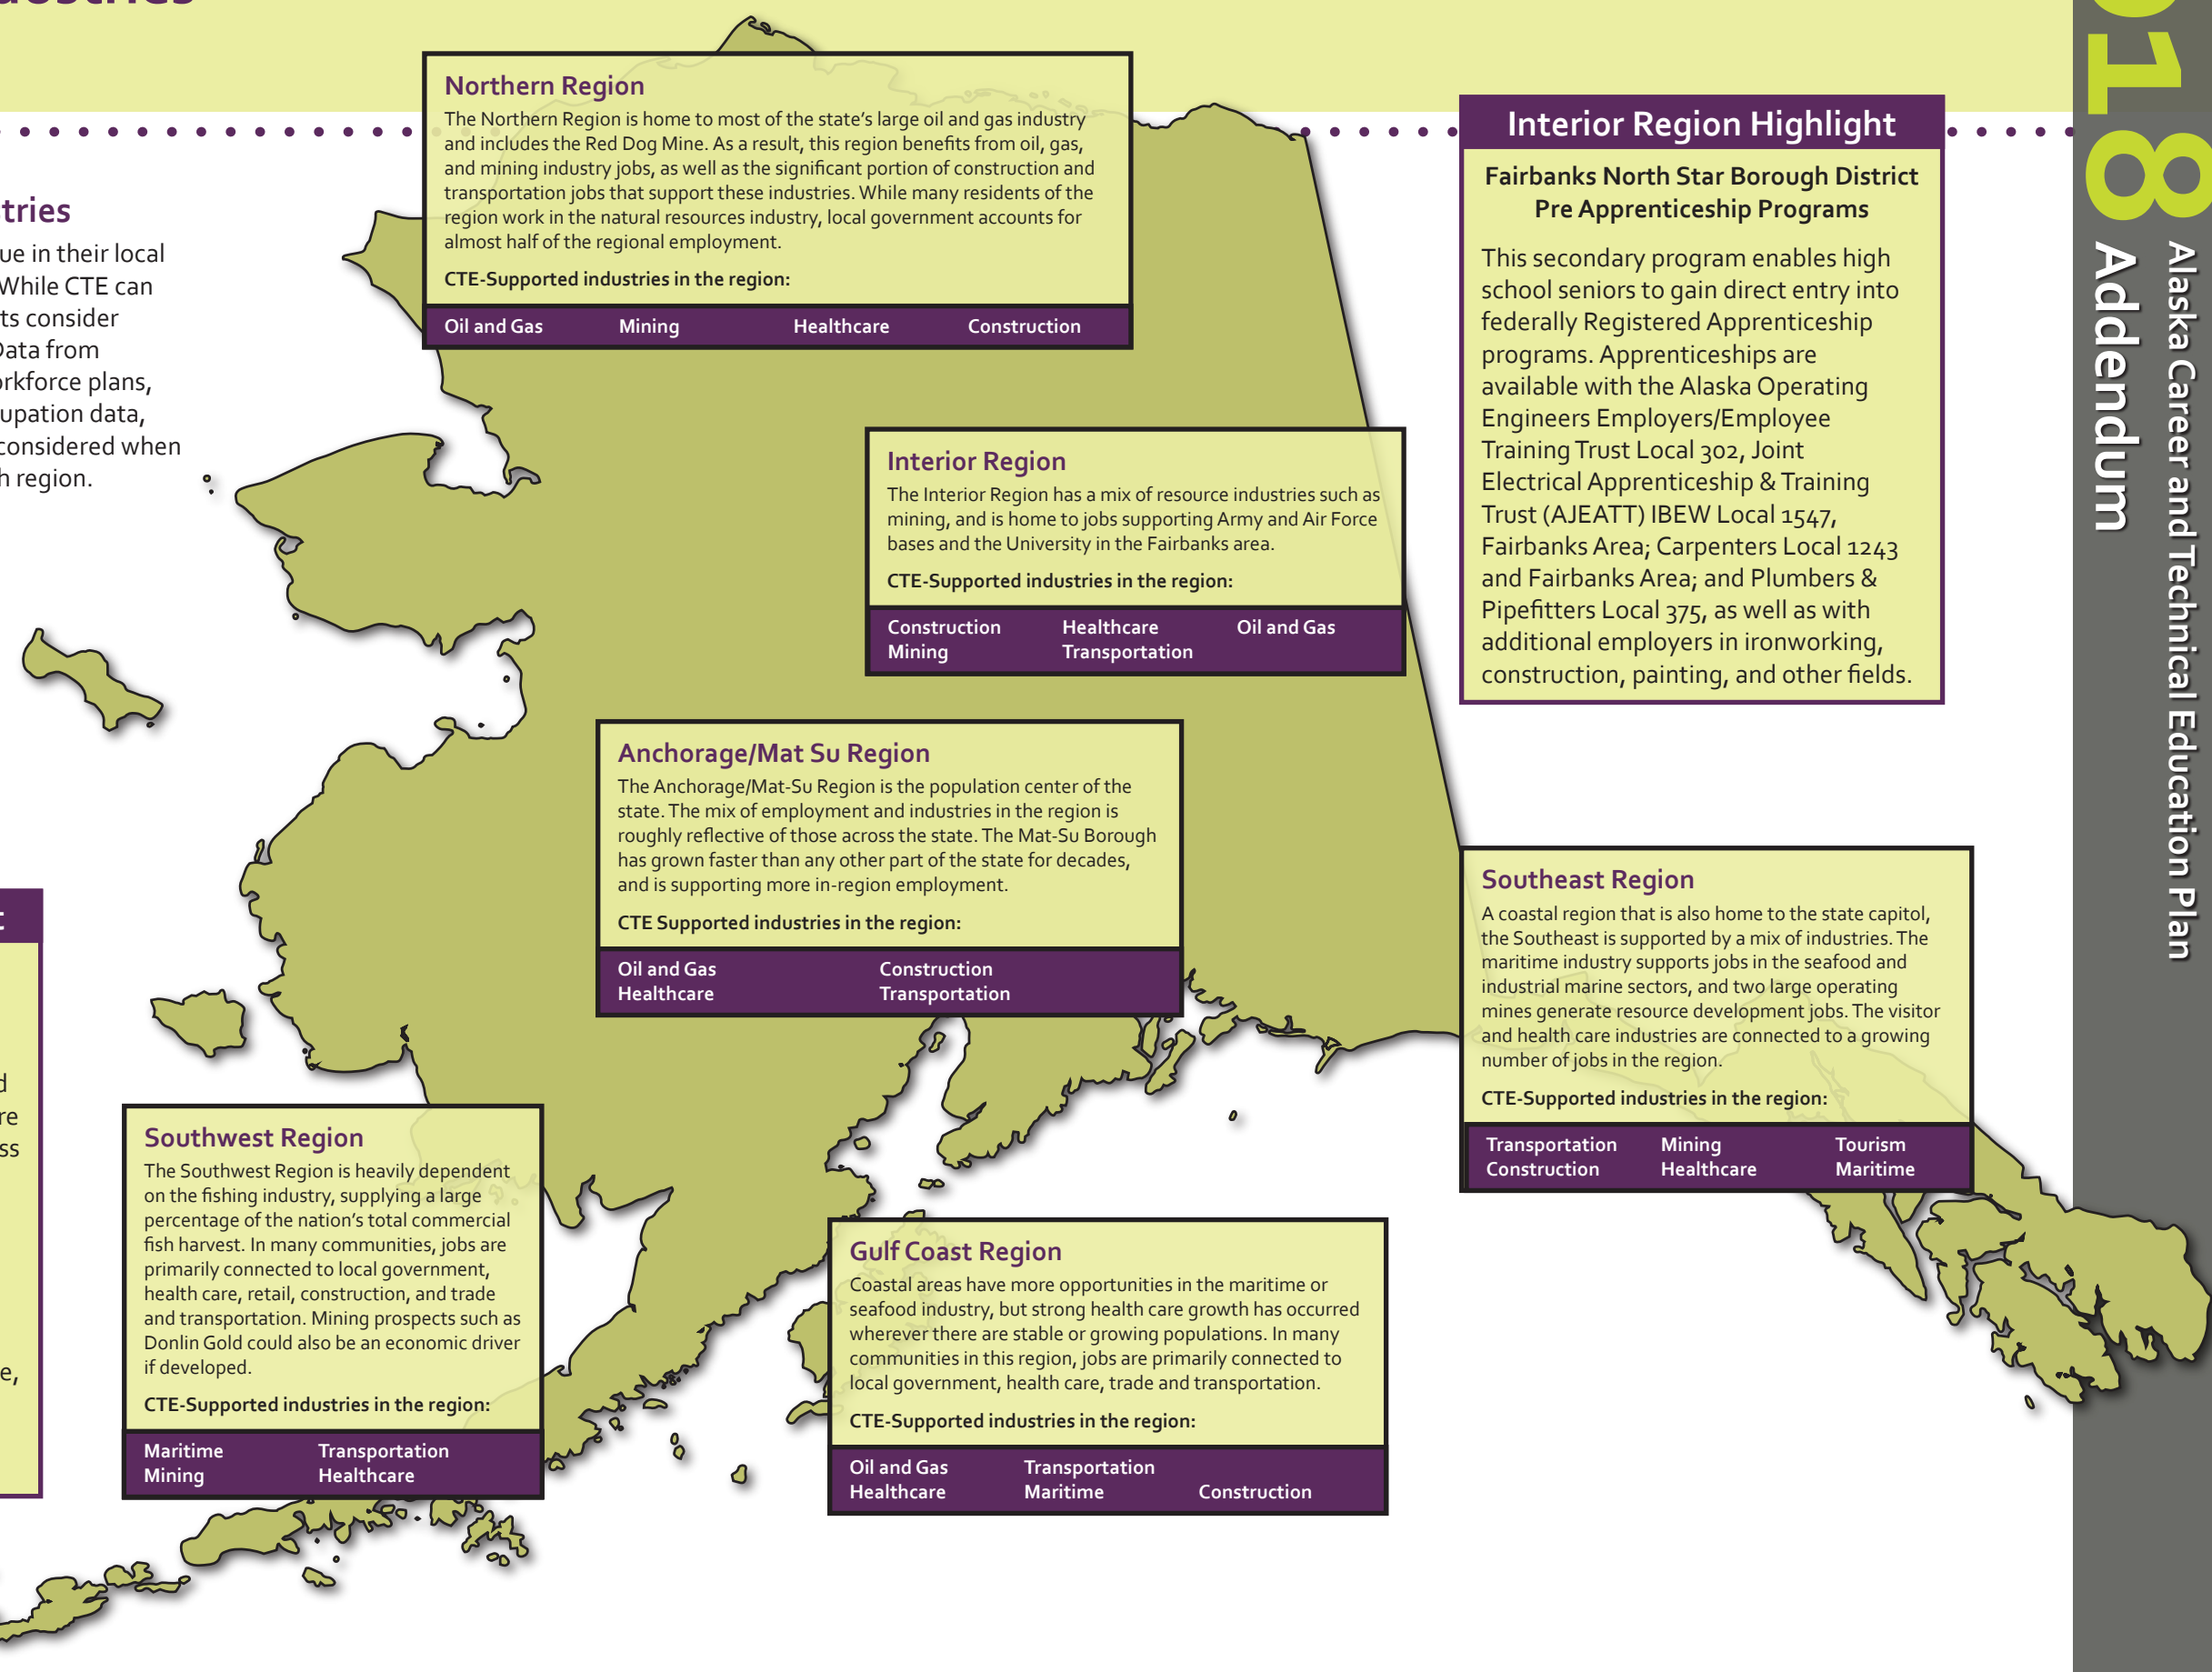 tries
ue in their local
While CTE can
ts consider
Data from
orkforce plans,
cupation data,
considered when
h region.
Northern Region
The Northern Region is home to most of the state's large oil and gas industry
and includes the Red Dog Mine. As a result, this region benefits from oil, gas,
and mining industry jobs, as well as the significant portion of construction and
transportation jobs that support these industries. While many residents of the
region work in the natural resources industry, local government accounts for
almost half of the regional employment.
CTE-Supported industries in the region:
Oil and Gas Mining Healthcare Construction
Interior Region Highlight
Fairbanks North Star Borough District
Pre Apprenticeship Programs
This secondary program enables high
school seniors to gain direct entry into
federally Registered Apprenticeship
programs. Apprenticeships are
available with the Alaska Operating
Engineers Employers/Employee
Training Trust Local 302, Joint
Electrical Apprenticeship & Training
Trust (AJEATT) IBEW Local 1547,
Fairbanks Area; Carpenters Local 1243
and Fairbanks Area; and Plumbers &
Pipefitters Local 375, as well as with
additional employers in ironworking,
construction, painting, and other fields.
Interior Region
The Interior Region has a mix of resource industries such as
mining, and is home to jobs supporting Army and Air Force
bases and the University in the Fairbanks area.
CTE-Supported industries in the region:
Construction Healthcare Oil and Gas
Mining Transportation
Anchorage/Mat Su Region
The Anchorage/Mat-Su Region is the population center of the
state. The mix of employment and industries in the region is
roughly reflective of those across the state. The Mat-Su Borough
has grown faster than any other part of the state for decades,
and is supporting more in-region employment.
CTE Supported industries in the region:
Oil and Gas Construction
Healthcare Transportation
Southeast Region
A coastal region that is also home to the state capitol,
the Southeast is supported by a mix of industries. The
maritime industry supports jobs in the seafood and
industrial marine sectors, and two large operating
mines generate resource development jobs. The visitor
and health care industries are connected to a growing
number of jobs in the region.
CTE-Supported industries in the region:
Transportation Mining Tourism
Construction Healthcare Maritime
t
d
re
ss
e,
Southwest Region
The Southwest Region is heavily dependent
on the fishing industry, supplying a large
percentage of the nation's total commercial
fish harvest. In many communities, jobs are
primarily connected to local government,
health care, retail, construction, and trade
and transportation. Mining prospects such as
Donlin Gold could also be an economic driver
if developed.
CTE-Supported industries in the region:
Maritime Transportation
Mining Healthcare
Gulf Coast Region
Coastal areas have more opportunities in the maritime or
seafood industry, but strong health care growth has occurred
wherever there are stable or growing populations. In many
communities in this region, jobs are primarily connected to
local government, health care, trade and transportation.
CTE-Supported industries in the region:
Oil and Gas Transportation
Healthcare Maritime Construction
018
Alaska Career and Technical Education Plan
Addendum